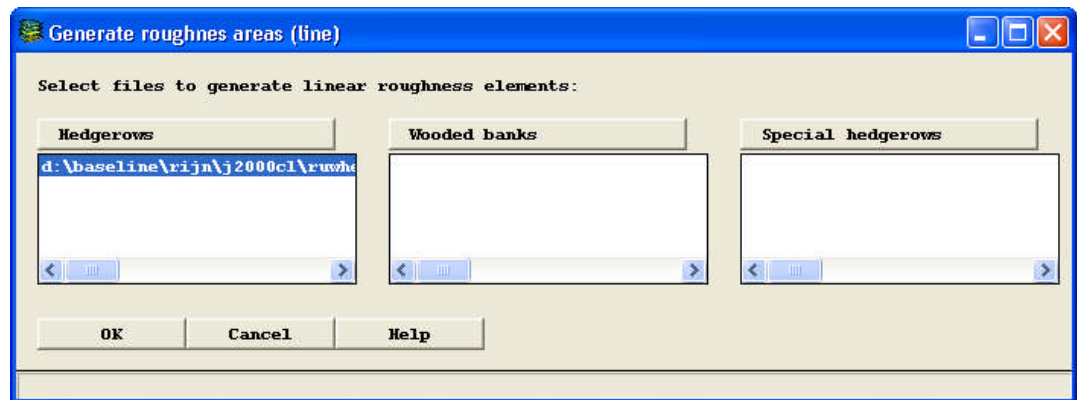 Generate roughnes areas (line)
Select files to generate linear roughness elements:
Hedgerows
Wooded banks
Special hedgerows
d:\baseline\rijn\j2000cl\ruwhe
OK
Cancel
Help